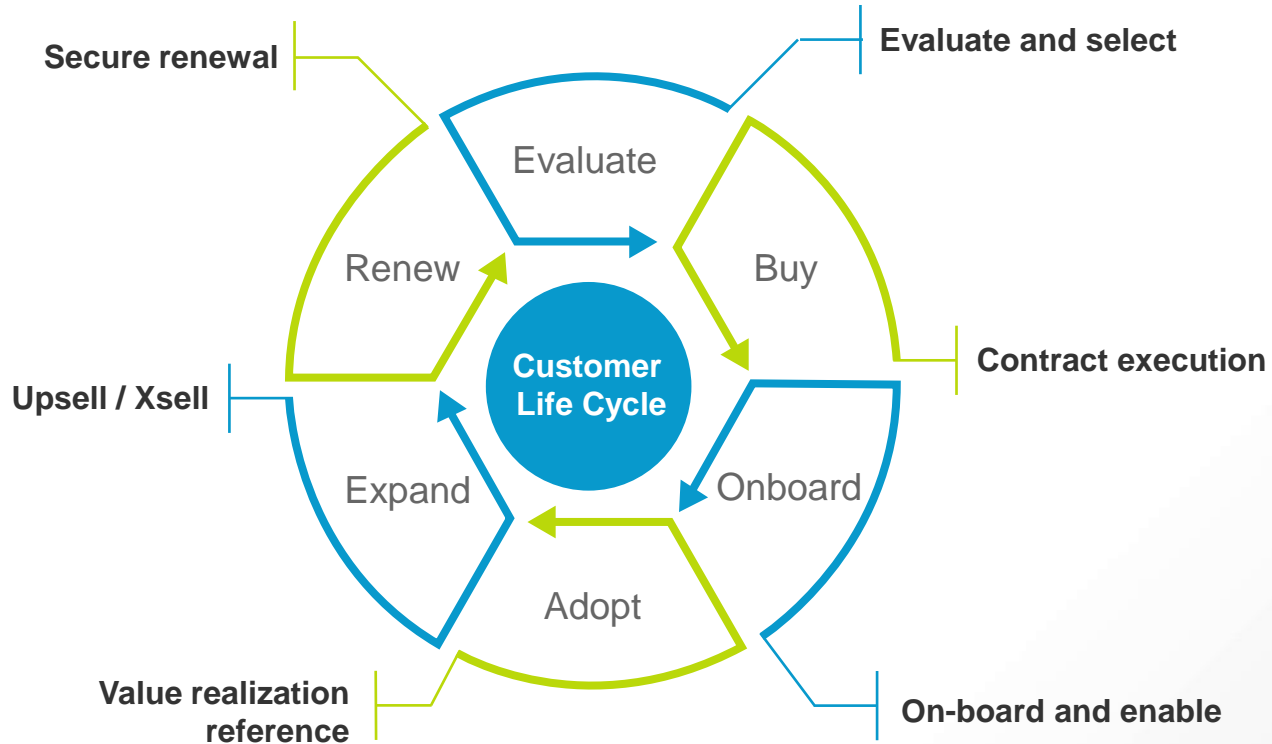 Secure renewal
Evaluate and select
Evaluate
Renew
Buy
Customer
Life Cycle
Contract execution
Upsell / Xsell
Expand
Onboard
Adopt
Value realization
reference
On-board and enable